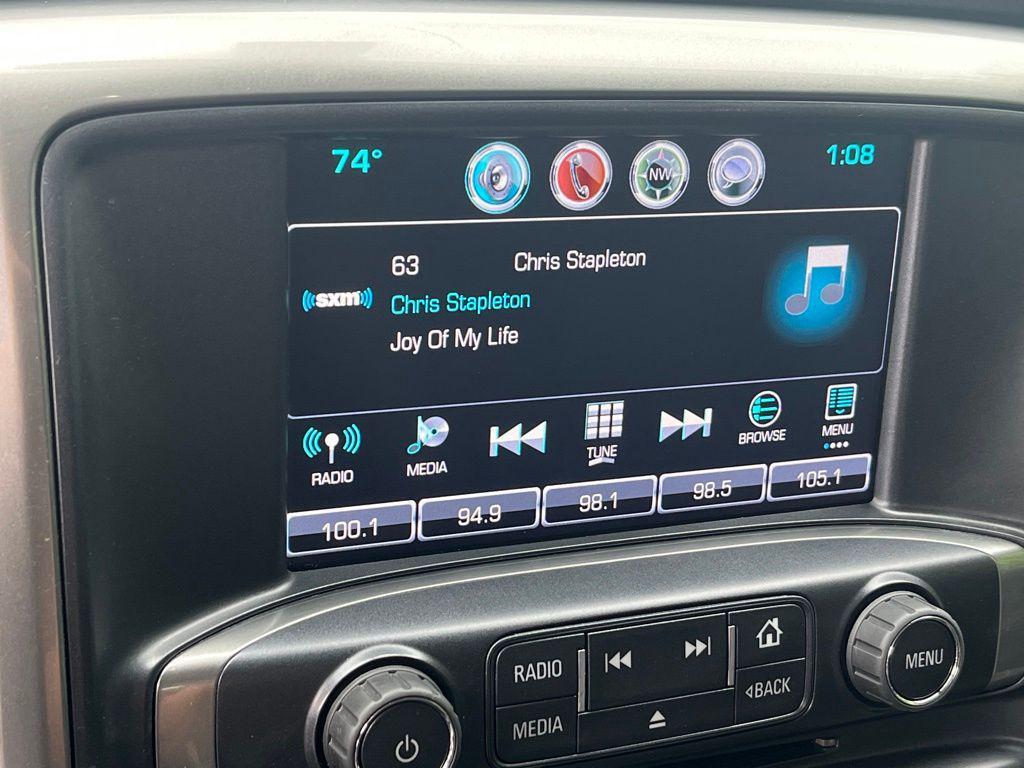 74°
NW
1:08
63 Chris Stapleton
((sxm))
Chris Stapleton
Joy Of My Life
RADIO
MEDIA
TUNE
BROWSE
MENU
100.1
94.9
98.1
98.5
105.1
RADIO
MEDIA
BACK
MENU